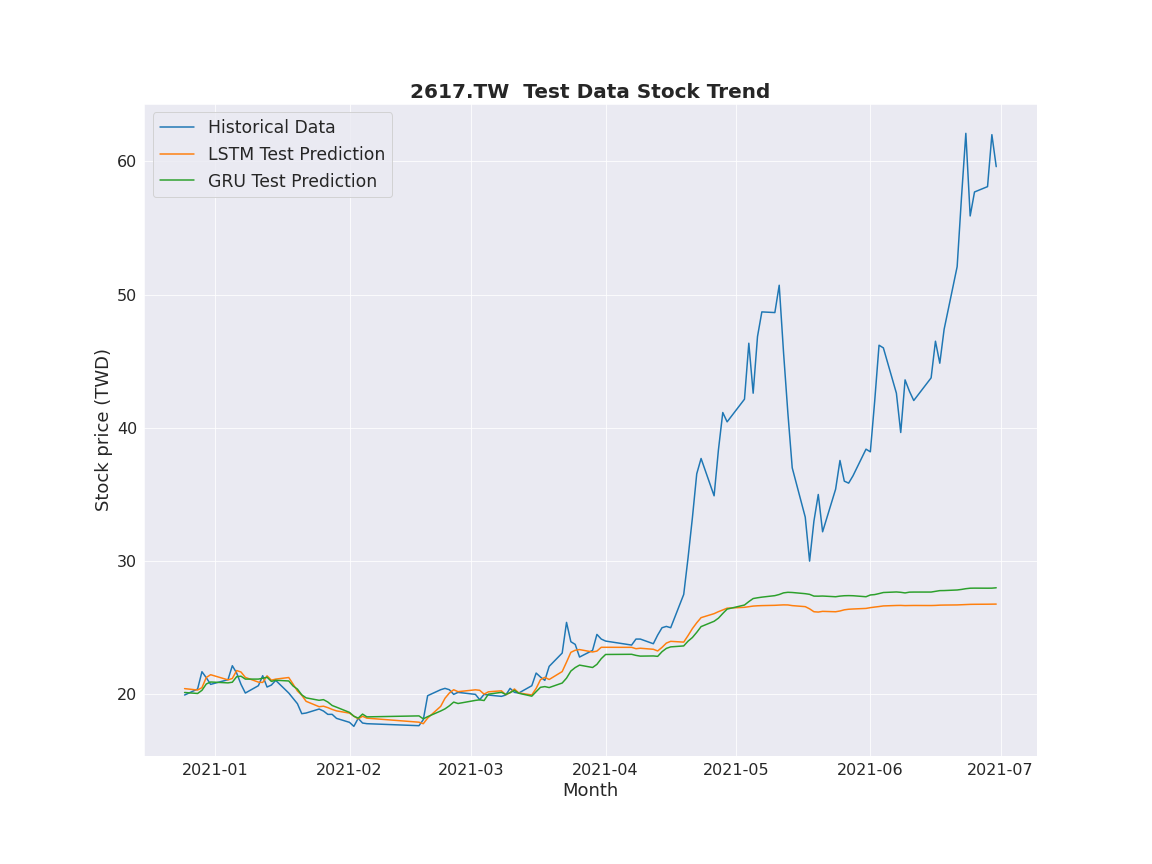 2617.TW  Test Data Stock Trend
Historical Data
LSTM Test Prediction
GRU Test Prediction
60
50
40
30
20
Stock price (TWD)
2021-01 2021-02 2021-03 2021-04 2021-05 2021-06 2021-07
Month